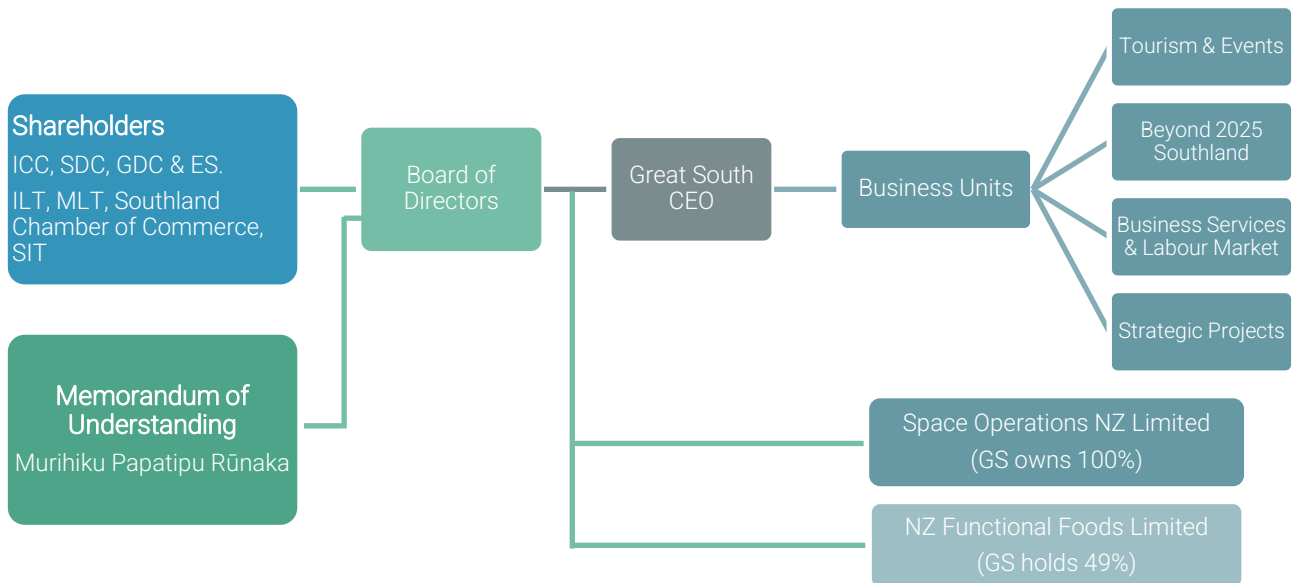 Shareholders
ICC, SDC, GDC & ES.
ILT, MLT, Southland
Chamber of Commerce,
SIT
Memorandum of
Understanding
Murihiku Papatipu Rūnaka
Board of
Directors
Great South
CEO
Business Units
Tourism & Events
Beyond 2025
Southland
Business Services
& Labour Market
Strategic Projects
Space Operations NZ Limited
(GS owns 100%)
NZ Functional Foods Limited
(GS holds 49%)